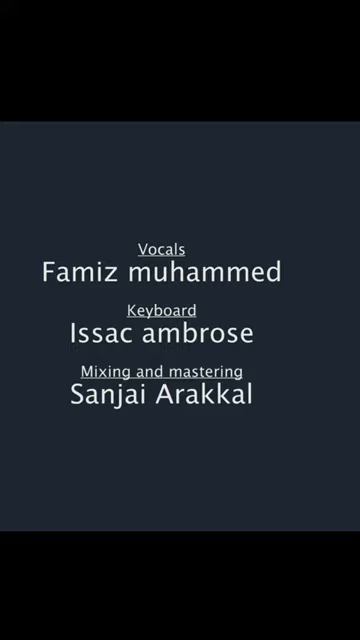 Vocals
Famiz muhammed
Keyboard
Issac ambrose
Mixing and mastering
Sanjai Arakkal